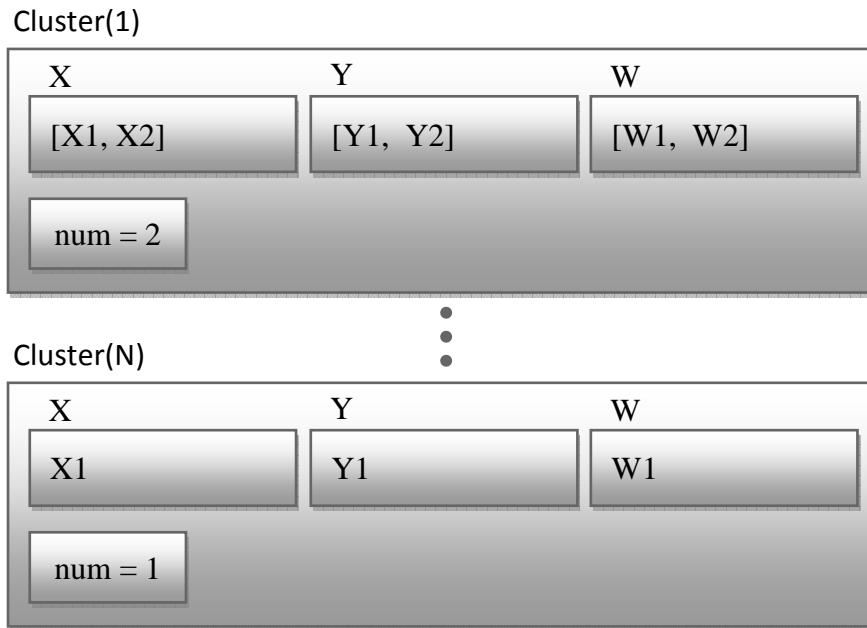 Cluster(1)
X Y W
[X1, X2] [Y1, Y2] [W1, W2]
num = 2
Cluster(N)
X Y W
X1 Y1 W1
num = 1